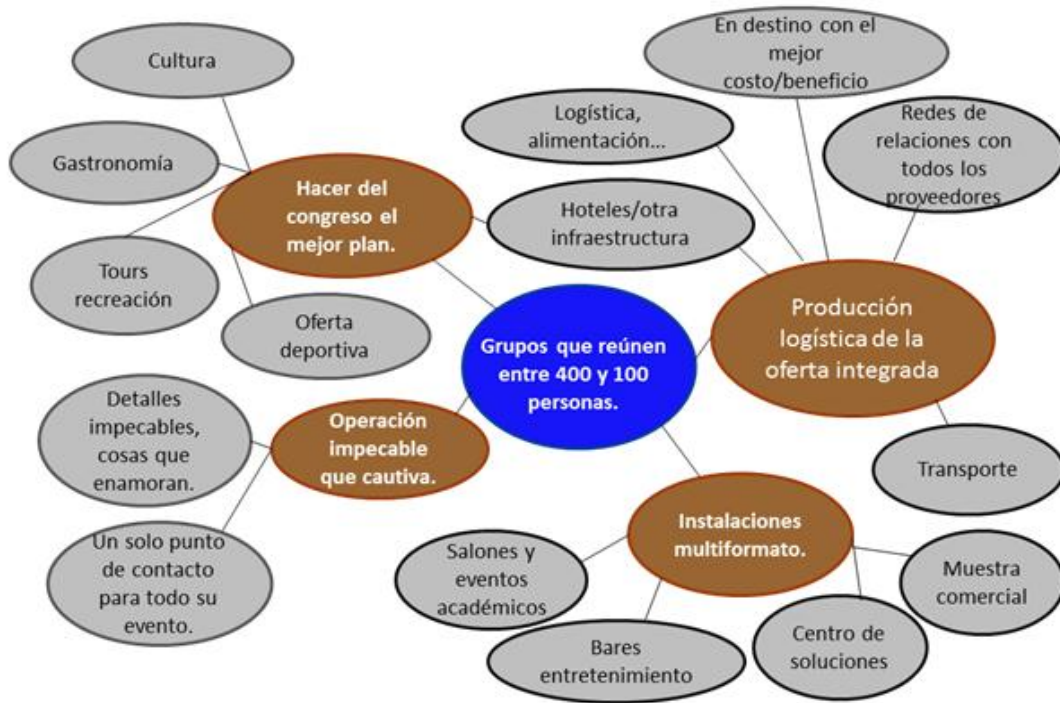 Cultura
Gastronomía
Tours
recreación
Oferta
deportiva
Hacer del
congreso el
mejor plan.
En destino con el
mejor
costo/beneficio
Logística,
alimentación...
Redes de
relaciones con
todos los
proveedores
Hoteles/otra
infraestructura
Producción
logística de la
oferta integrada
Transporte
Grupos que reúnen
entre 400 y 100
personas.
Detalles
impecables,
cosas que
enamoran.
Operación
impecable
que cautiva.
Un solo punto
de contacto
para todo su
evento.
Instalaciones
multiformato.
Salones y
eventos
académicos
Bares
entretenimiento
Centro de
soluciones
Muestra
comercial